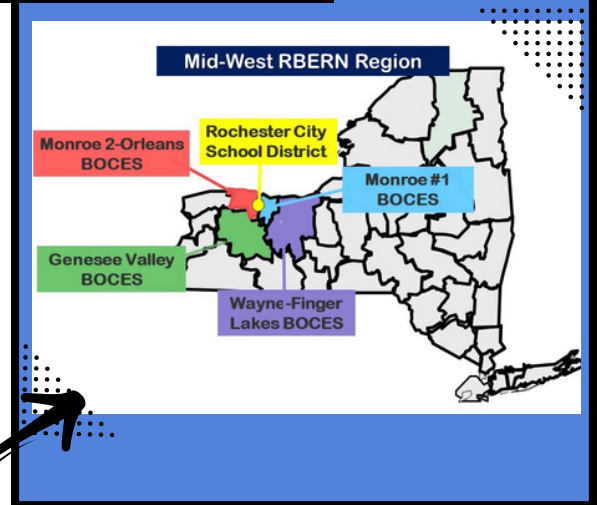 Mid-West RBERN Region
Rochester City
School District
Monroe 2-Orleans
BOCES
Monroe #1
BOCES
Genesee Valley
BOCES
Wayne-Finger
Lakes BOCES